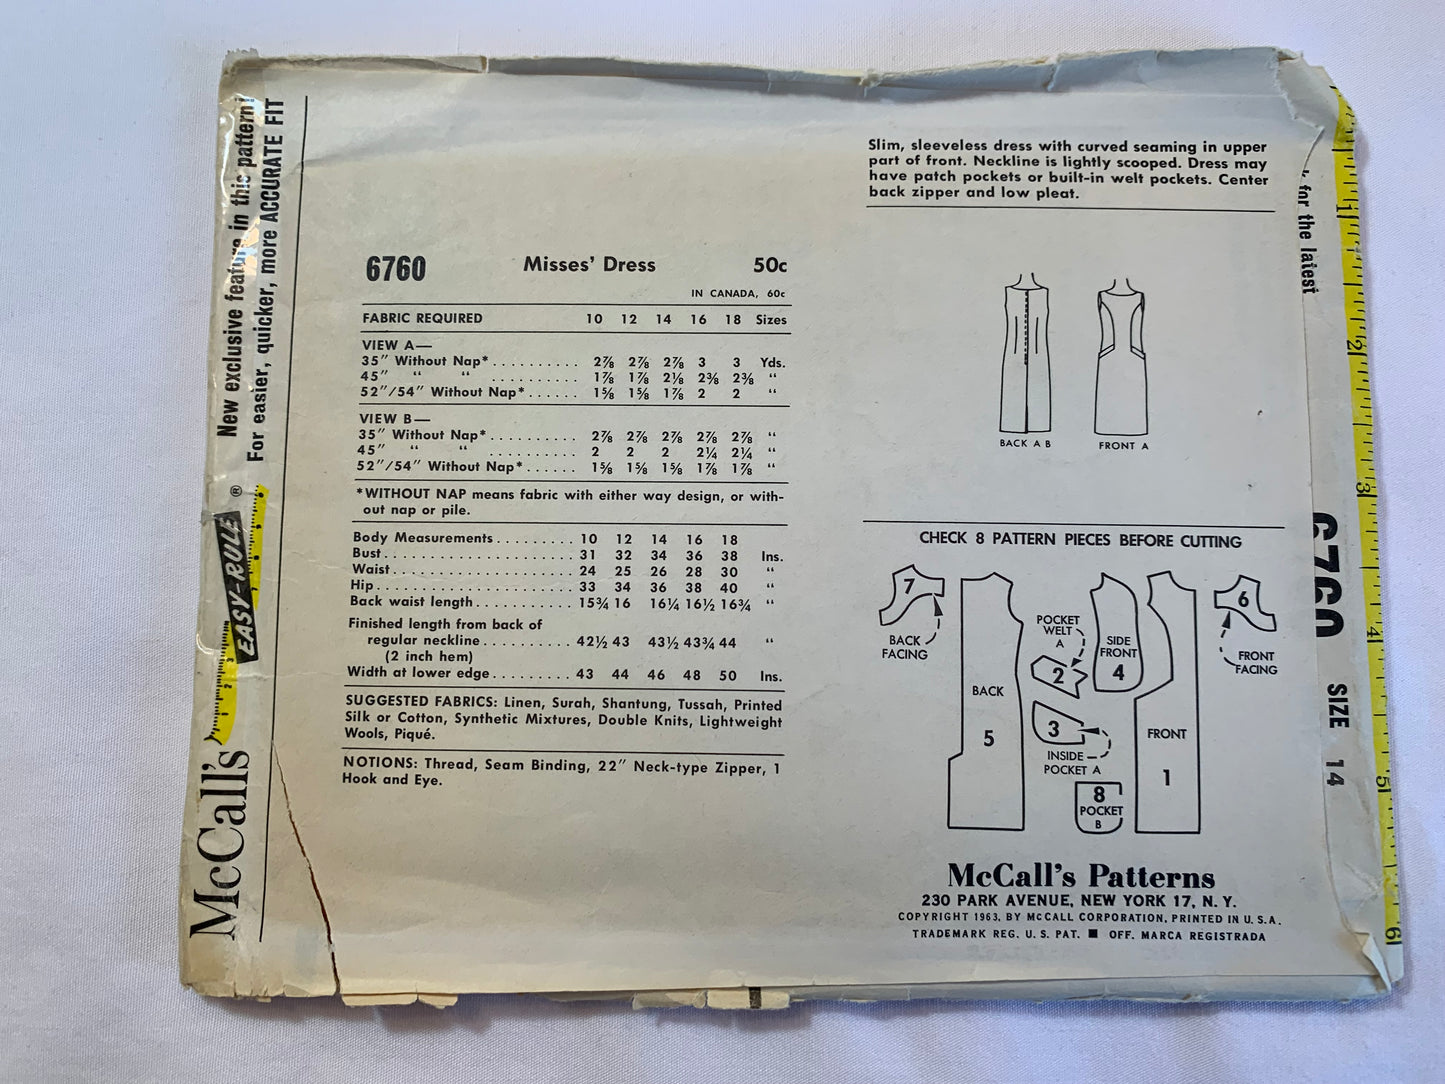 New exclusive feature in this pattern!
For easier, quicker, more ACCURATE FIT
EASY-RULE ®
McCall's
6760 Misses' Dress 50c
IN CANADA, 60c
FABRIC REQUIRED 10 12 14 16 18 Sizes
VIEW A—
35" Without Nap* .......... 2⅞ 2⅞ 2⅞ 3 3 Yds.
45" " " .......... 1⅞ 1⅞ 2⅛ 2⅜ 2⅜ "
52"/54" Without Nap* ...... 1⅝ 1⅝ 1⅞ 2 2 "
VIEW B—
35" Without Nap* .......... 2⅞ 2⅞ 2⅞ 2⅞ 2⅞ "
45" " " .......... 2 2 2 2¼ 2¼ "
52"/54" Without Nap* ...... 1⅝ 1⅝ 1⅝ 1⅞ 1⅞ "
*WITHOUT NAP means fabric with either way design, or with-
out nap or pile.
Body Measurements ......... 10 12 14 16 18
Bust ...................... 31 32 34 36 38 Ins.
Waist ..................... 24 25 26 28 30 "
Hip ....................... 33 34 36 38 40 "
Back waist length ........... 15¾ 16 16¼ 16½ 16¾ "
Finished length from back of
regular neckline .......... 42½ 43 43½ 43¾ 44 "
(2 inch hem)
Width at lower edge ......... 43 44 46 48 50 Ins.
SUGGESTED FABRICS: Linen, Surah, Shantung, Tussah, Printed
Silk or Cotton, Synthetic Mixtures, Double Knits, Lightweight
Wools, Piqué.
NOTIONS: Thread, Seam Binding, 22" Neck-type Zipper, 1
Hook and Eye.
Slim, sleeveless dress with curved seaming in upper
part of front. Neckline is lightly scooped. Dress may
have patch pockets or built-in welt pockets. Center
back zipper and low pleat.
BACK A B FRONT A
CHECK 8 PATTERN PIECES BEFORE CUTTING
7
BACK
FACING
BACK
5
POCKET
WELT
A
2
3
INSIDE
POCKET A
8
POCKET
B
SIDE
FRONT
4
FRONT
1
6
FRONT
FACING
McCall's Patterns
230 PARK AVENUE, NEW YORK 17, N. Y.
COPYRIGHT 1963, BY McCALL CORPORATION, PRINTED IN U. S. A.
TRADEMARK REG. U. S. PAT. ■ OFF. MARCA REGISTRADA
for the latest
6760
SIZE 14
1
2
3
4
5
6